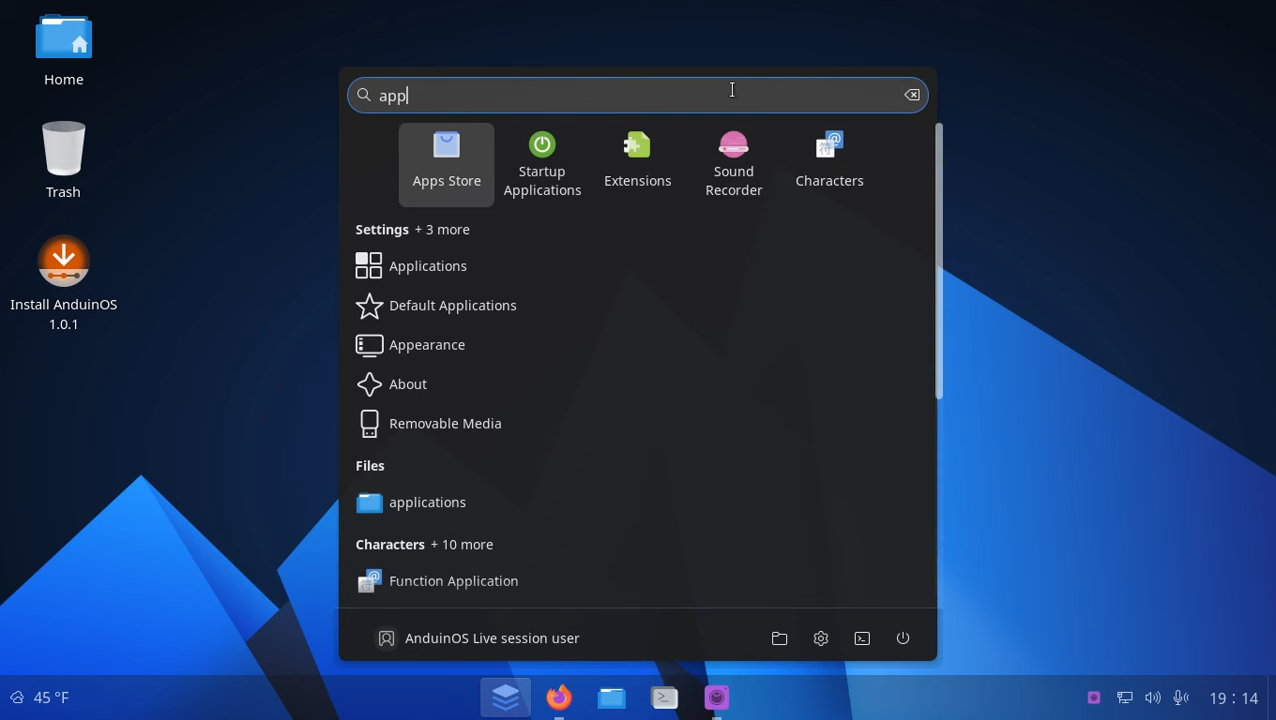 Home
Trash
Install AnduinOS
1.0.1
app
Apps Store
Startup
Applications
Extensions
Sound
Recorder
Characters
Settings + 3 more
Applications
Default Applications
Appearance
About
Removable Media
Files
applications
Characters + 10 more
Function Application
AnduinOS Live session user
45 °F
19 : 14